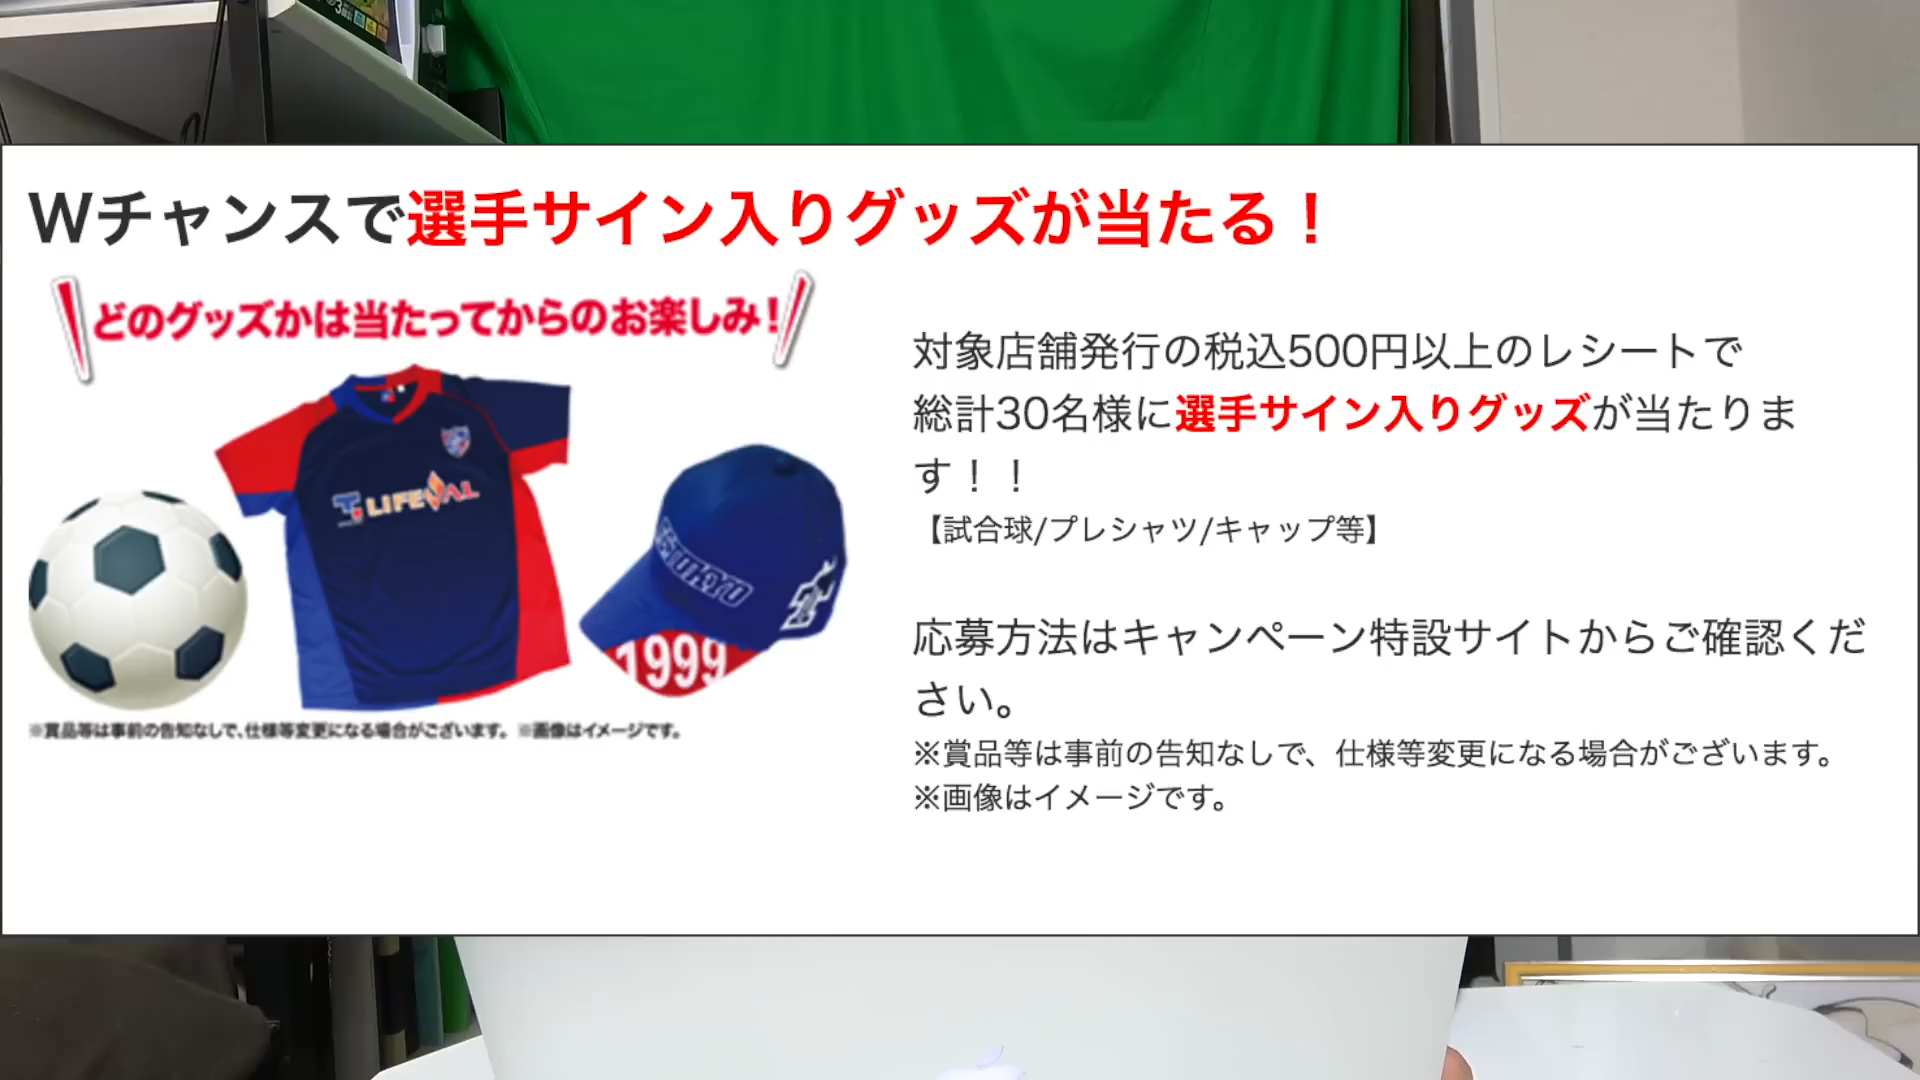 Wチャンスで選手サイン入りグッズが当たる！
どのグッズかは当たってからのお楽しみ！
対象店舗発行の税込500円以上のレシートで
総計30名様に選手サイン入りグッズが当たりま
す！！
【試合球/プレシャツ/キャップ等】
LIFEVAL
TOKYO
1999
応募方法はキャンペーン特設サイトからご確認くだ
さい。
※賞品等は事前の告知なしで、仕様等変更になる場合がございます。
※画像はイメージです。
※賞品等は事前の告知なしで、仕様等変更になる場合がございます。 ※画像はイメージです。